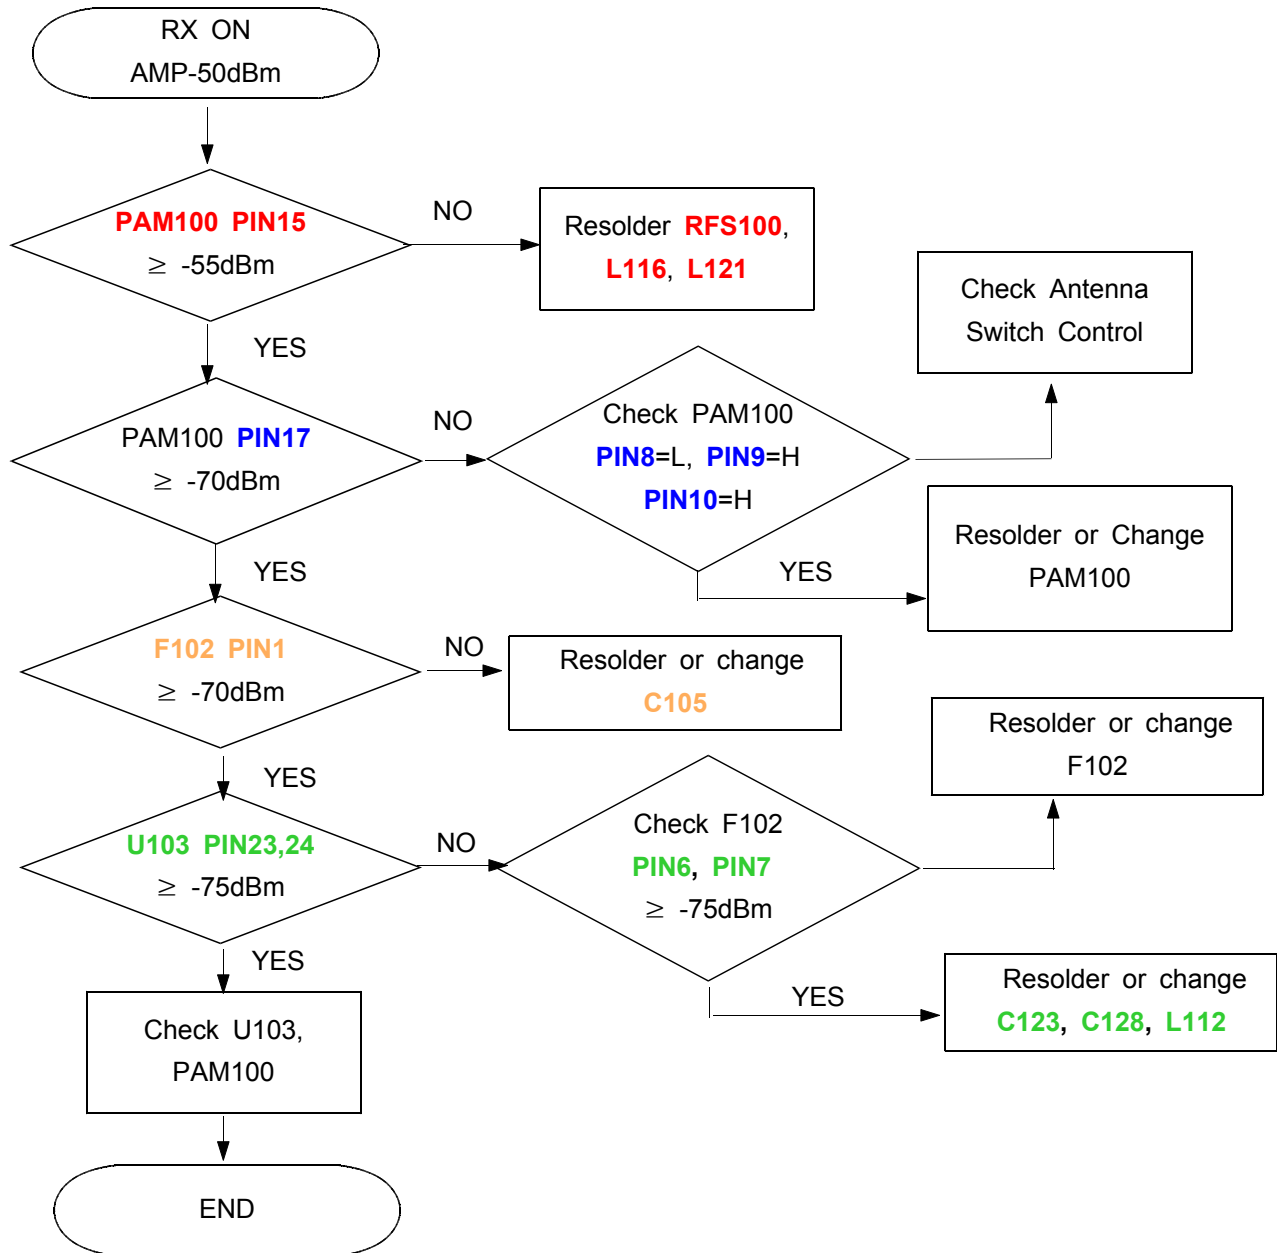 RX ON
AMP-50dBm
PAM100 PIN15
≥ -55dBm
NO
Resolder RFS100,
L116, L121
YES
PAM100 PIN17
≥ -70dBm
NO
Check PAM100
PIN8=L, PIN9=H
PIN10=H
Check Antenna
Switch Control
YES
Resolder or Change
PAM100
YES
F102 PIN1
≥ -70dBm
NO
Resolder or change
C105
YES
U103 PIN23,24
≥ -75dBm
NO
Check F102
PIN6, PIN7
≥ -75dBm
Resolder or change
F102
YES
Resolder or change
C123, C128, L112
YES
Check U103,
PAM100
END